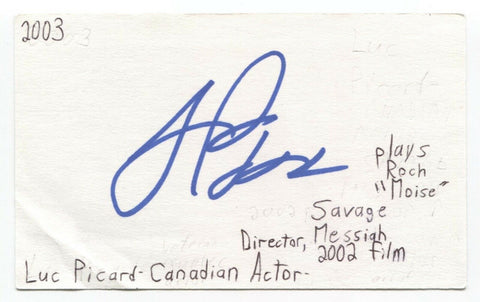 2003
plays
Roch
"Moise"
Savage
Director, Messiah
2002 film
Luc Picard-Canadian Actor-